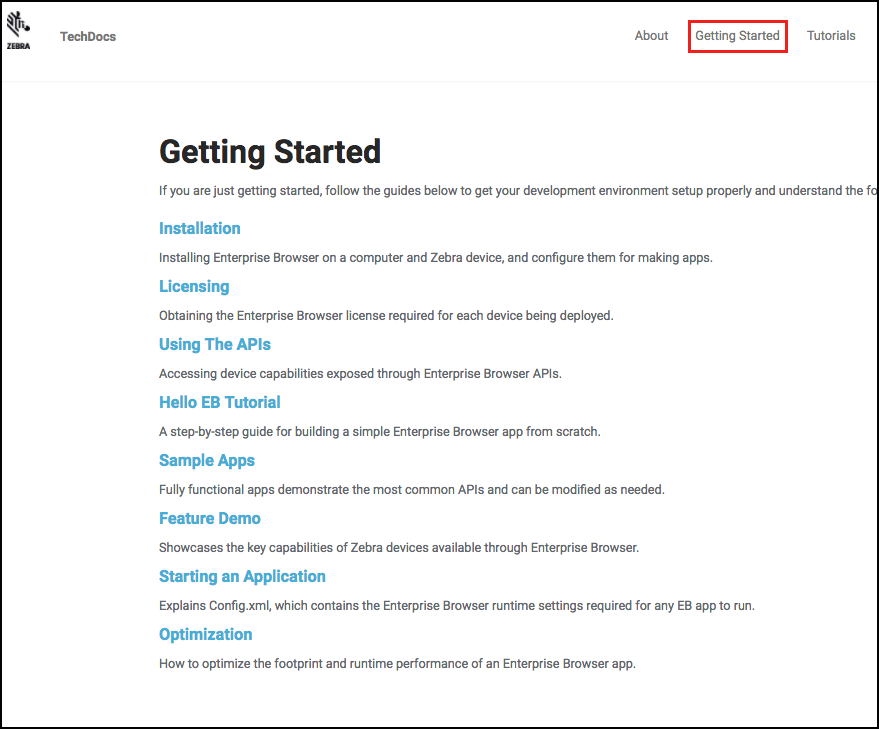 ZEBRA
TechDocs
About
Getting Started
Tutorials
Getting Started
If you are just getting started, follow the guides below to get your development environment setup properly and understand the fo
Installation
Installing Enterprise Browser on a computer and Zebra device, and configure them for making apps.
Licensing
Obtaining the Enterprise Browser license required for each device being deployed.
Using The APIs
Accessing device capabilities exposed through Enterprise Browser APIs.
Hello EB Tutorial
A step-by-step guide for building a simple Enterprise Browser app from scratch.
Sample Apps
Fully functional apps demonstrate the most common APIs and can be modified as needed.
Feature Demo
Showcases the key capabilities of Zebra devices available through Enterprise Browser.
Starting an Application
Explains Config.xml, which contains the Enterprise Browser runtime settings required for any EB app to run.
Optimization
How to optimize the footprint and runtime performance of an Enterprise Browser app.